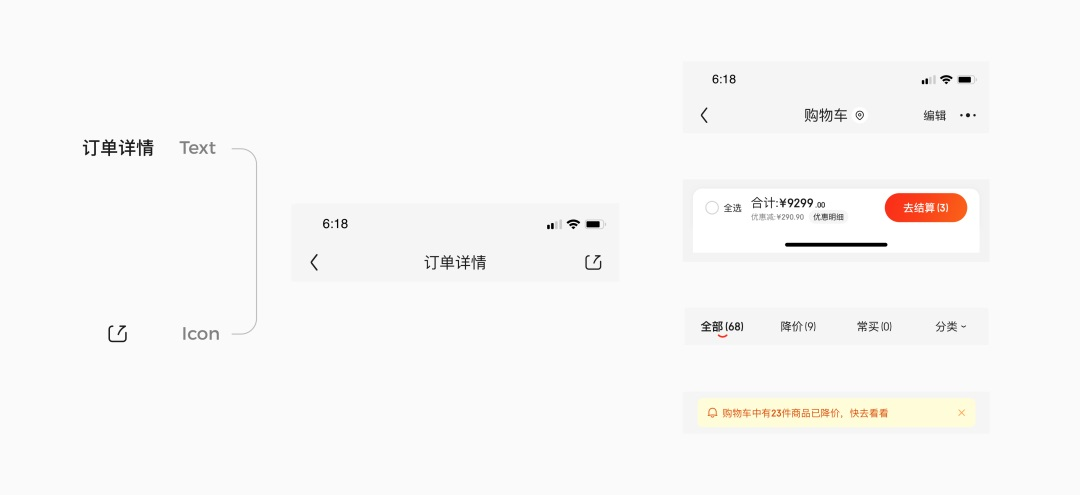 订单详情 Text
Icon
6:18
订单详情
6:18
购物车 编辑
全选 合计:¥9299.00
优惠减:¥290.90 优惠明细
去结算(3)
全部(68) 降价(9) 常买(0) 分类
购物车中有23件商品已降价，快去看看